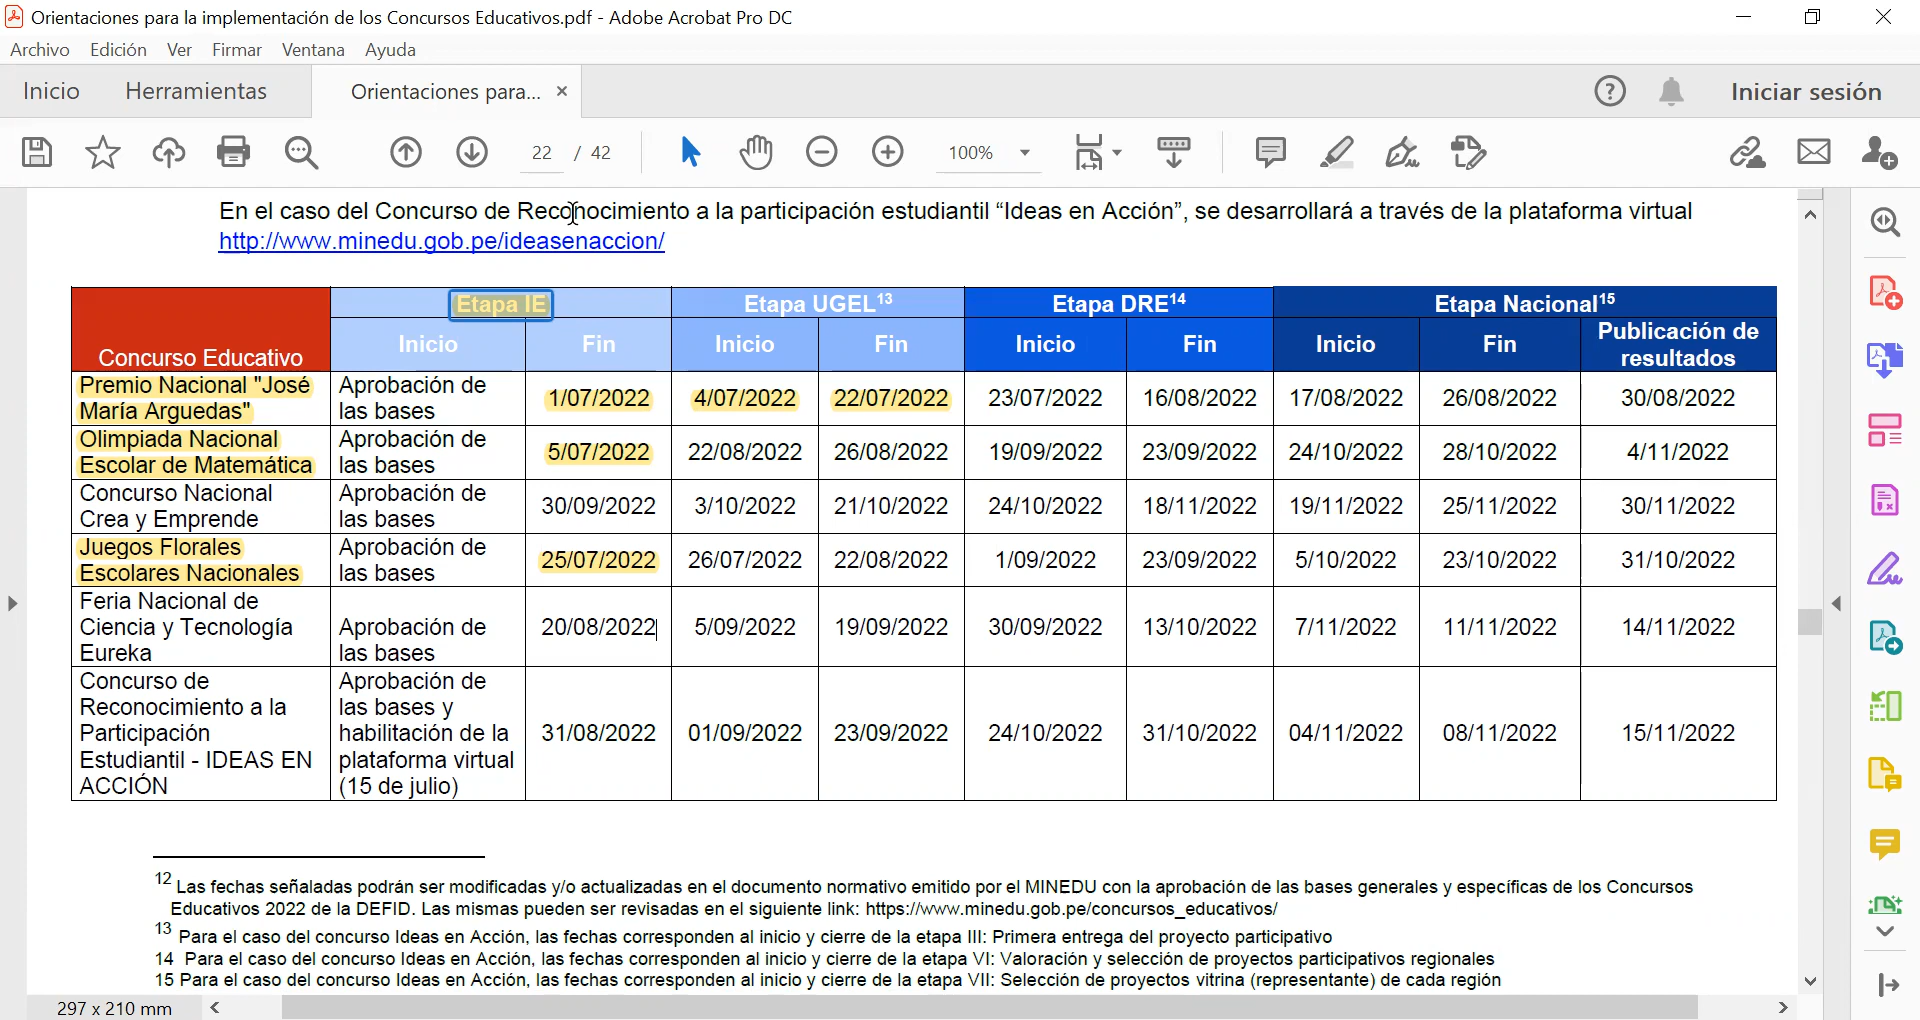 Orientaciones para la implementación de los Concursos Educativos.pdf - Adobe Acrobat Pro DC
Archivo Edición Ver Firmar Ventana Ayuda
Inicio Herramientas Orientaciones para... × Iniciar sesión
22 / 42 100%
En el caso del Concurso de Reconocimiento a la participación estudiantil “Ideas en Acción”, se desarrollará a través de la plataforma virtual
http://www.minedu.gob.pe/ideasenaccion/
Concurso Educativo Etapa IE Etapa UGEL13 Etapa DRE14 Etapa Nacional15
Inicio Fin Inicio Fin Inicio Fin Inicio Fin Publicación de
resultados
Premio Nacional "José
María Arguedas" Aprobación de
las bases 1/07/2022 4/07/2022 22/07/2022 23/07/2022 16/08/2022 17/08/2022 26/08/2022 30/08/2022
Olimpiada Nacional
Escolar de Matemática Aprobación de
las bases 5/07/2022 22/08/2022 26/08/2022 19/09/2022 23/09/2022 24/10/2022 28/10/2022 4/11/2022
Concurso Nacional
Crea y Emprende Aprobación de
las bases 30/09/2022 3/10/2022 21/10/2022 24/10/2022 18/11/2022 19/11/2022 25/11/2022 30/11/2022
Juegos Florales
Escolares Nacionales Aprobación de
las bases 25/07/2022 26/07/2022 22/08/2022 1/09/2022 23/09/2022 5/10/2022 23/10/2022 31/10/2022
Feria Nacional de
Ciencia y Tecnología
Eureka Aprobación de
las bases 20/08/2022 5/09/2022 19/09/2022 30/09/2022 13/10/2022 7/11/2022 11/11/2022 14/11/2022
Concurso de
Reconocimiento a la
Participación
Estudiantil - IDEAS EN
ACCIÓN Aprobación de
las bases y
habilitación de la
plataforma virtual
(15 de julio) 31/08/2022 01/09/2022 23/09/2022 24/10/2022 31/10/2022 04/11/2022 08/11/2022 15/11/2022
12 Las fechas señaladas podrán ser modificadas y/o actualizadas en el documento normativo emitido por el MINEDU con la aprobación de las bases generales y específicas de los Concursos
Educativos 2022 de la DEFID. Las mismas pueden ser revisadas en el siguiente link: https://www.minedu.gob.pe/concursos_educativos/
13 Para el caso del concurso Ideas en Acción, las fechas corresponden al inicio y cierre de la etapa III: Primera entrega del proyecto participativo
14 Para el caso del concurso Ideas en Acción, las fechas corresponden al inicio y cierre de la etapa VI: Valoración y selección de proyectos participativos regionales
15 Para el caso del concurso Ideas en Acción, las fechas corresponden al inicio y cierre de la etapa VII: Selección de proyectos vitrina (representante) de cada región
297 x 210 mm